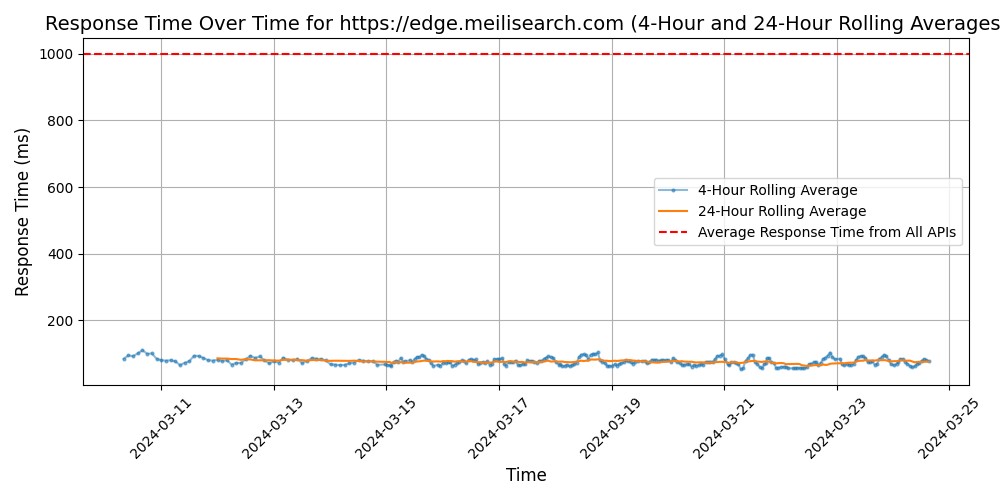 Response Time Over Time for https://edge.meilisearch.com (4-Hour and 24-Hour Rolling Averages
Response Time (ms)
1000
800
600
400
200
4-Hour Rolling Average
24-Hour Rolling Average
Average Response Time from All APIs
2024-03-11
2024-03-13
2024-03-15
2024-03-17
2024-03-19
2024-03-21
2024-03-23
2024-03-25
Time